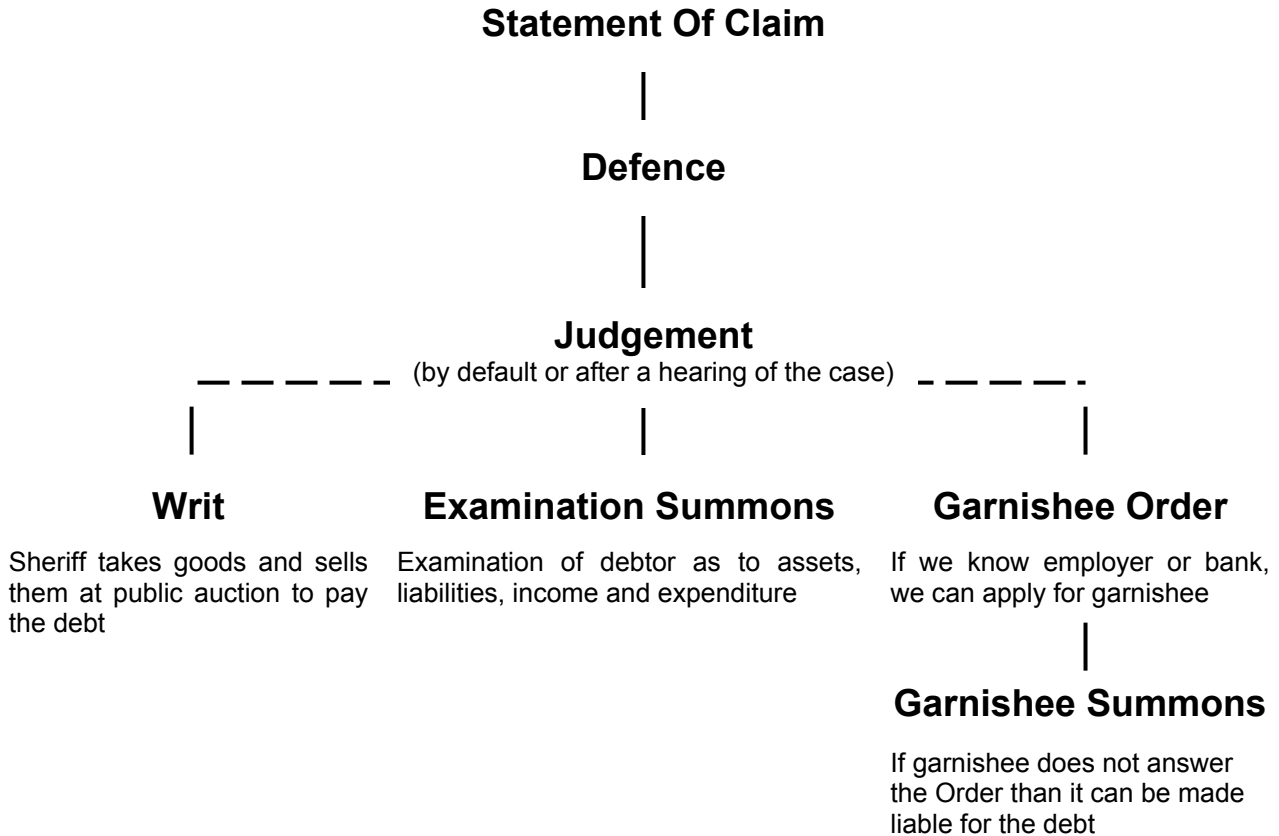 Statement Of Claim
Defence
Judgement
(by default or after a hearing of the case)
Writ
Sheriff takes goods and sells
them at public auction to pay
the debt
Examination Summons
Examination of debtor as to assets,
liabilities, income and expenditure
Garnishee Order
If we know employer or bank,
we can apply for garnishee
Garnishee Summons
If garnishee does not answer
the Order than it can be made
liable for the debt